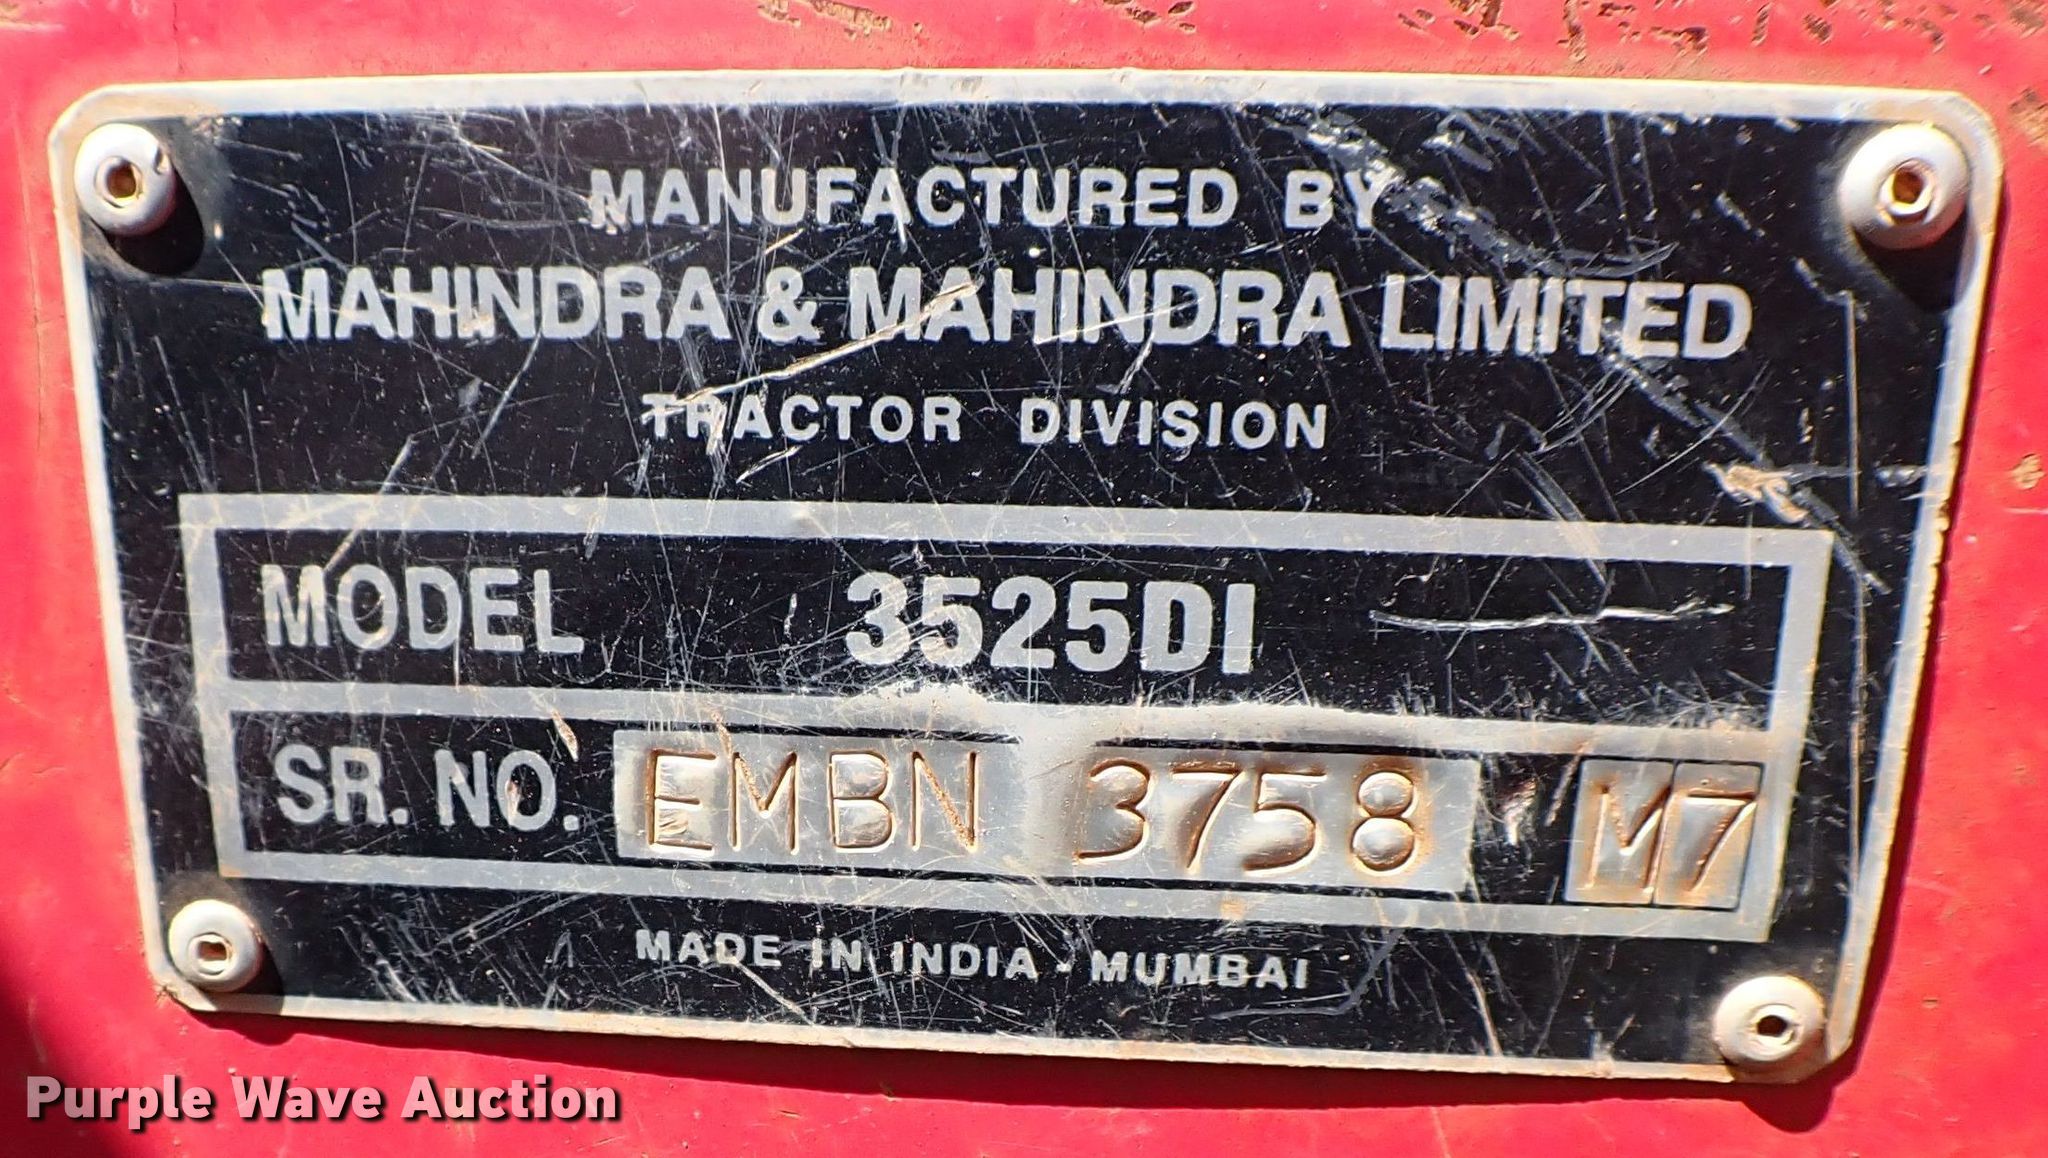 MANUFACTURED BY
MAHINDRA & MAHINDRA LIMITED
TRACTOR DIVISION
MODEL 3525DI
SR. NO. EMBN 3758 M7
MADE IN INDIA - MUMBAI
Purple Wave Auction